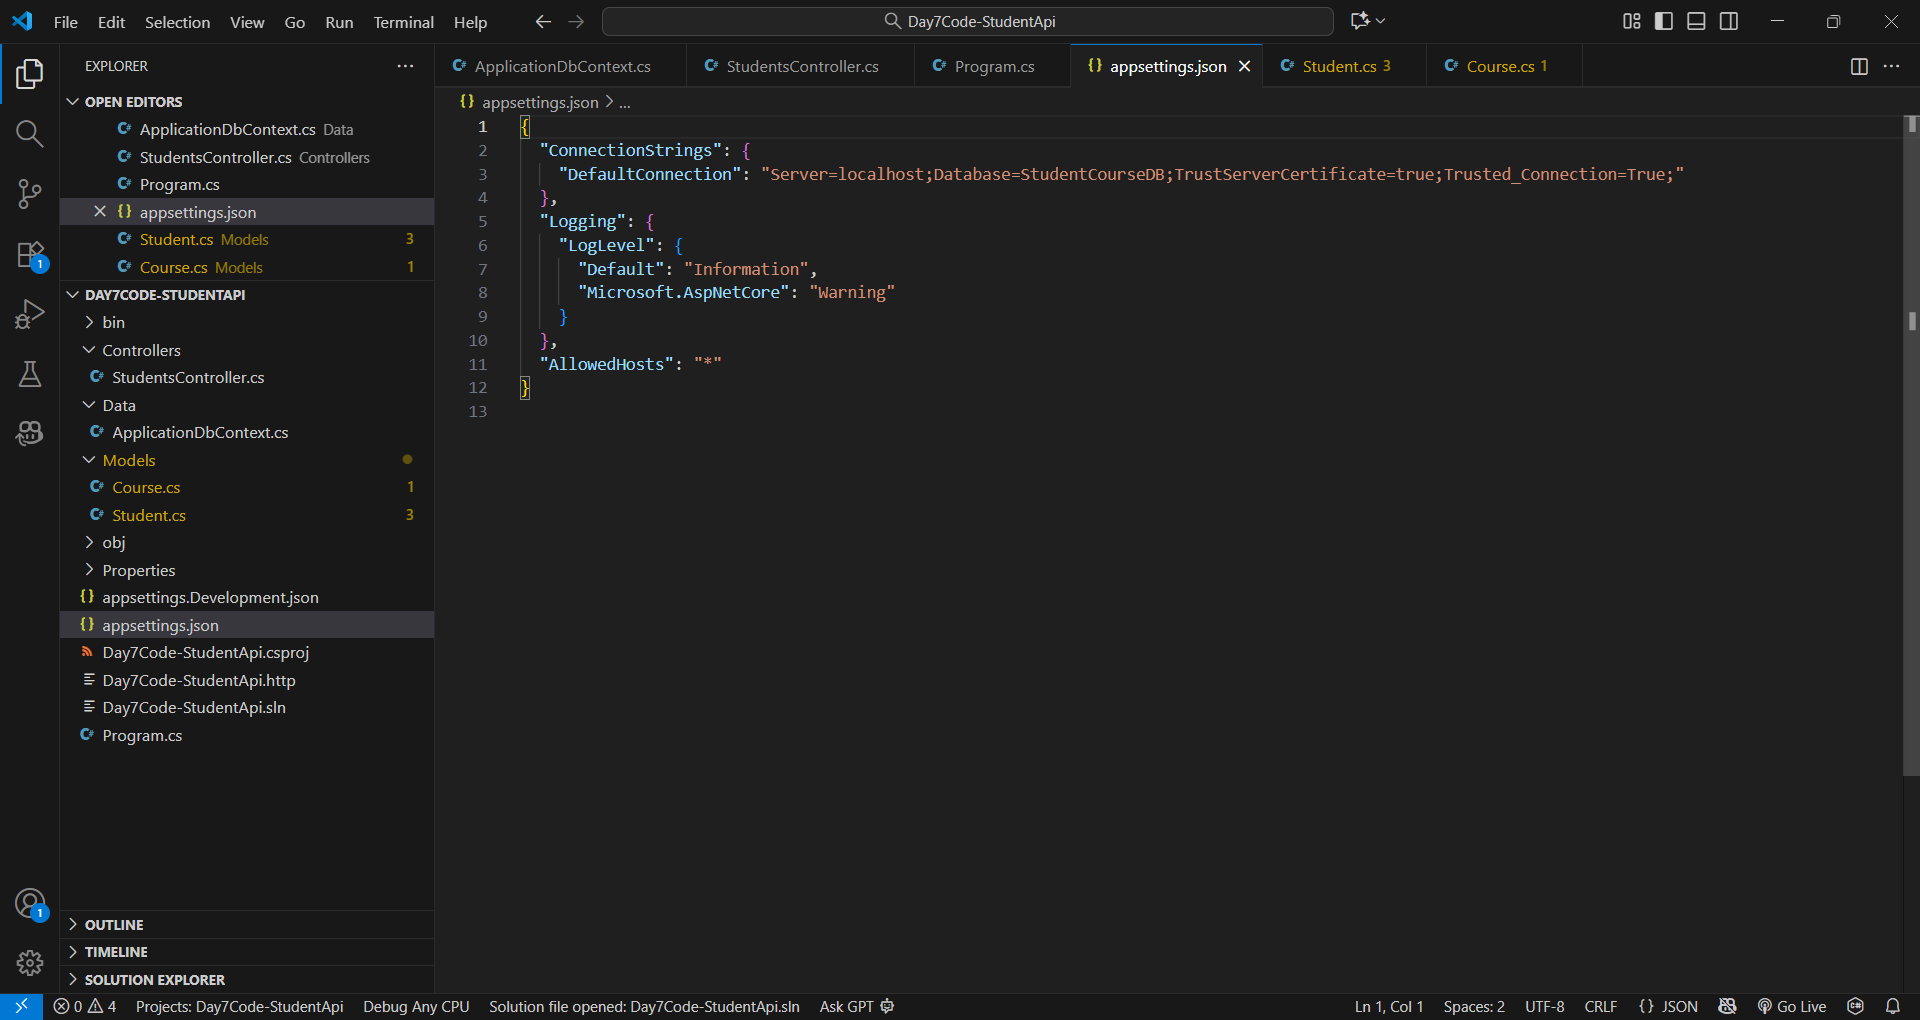 File Edit Selection View Go Run Terminal Help
Day7Code-StudentApi
EXPLORER
OPEN EDITORS
ApplicationDbContext.cs Data
StudentsController.cs Controllers
Program.cs
appsettings.json
Student.cs Models 3
Course.cs Models 1
DAY7CODE-STUDENTAPI
bin
Controllers
StudentsController.cs
Data
ApplicationDbContext.cs
Models
Course.cs 1
Student.cs 3
obj
Properties
appsettings.Development.json
appsettings.json
Day7Code-StudentApi.csproj
Day7Code-StudentApi.http
Day7Code-StudentApi.sln
Program.cs
OUTLINE
TIMELINE
SOLUTION EXPLORER
1
1
ApplicationDbContext.cs StudentsController.cs Program.cs appsettings.json Student.cs 3 Course.cs 1
appsettings.json > ...
1 {
2 "ConnectionStrings": {
3 "DefaultConnection": "Server=localhost;Database=StudentCourseDB;TrustServerCertificate=true;Trusted_Connection=True;"
4 },
5 "Logging": {
6 "LogLevel": {
7 "Default": "Information",
8 "Microsoft.AspNetCore": "Warning"
9 }
10 },
11 "AllowedHosts": "*"
12 }
13
0 4 Projects: Day7Code-StudentApi Debug Any CPU Solution file opened: Day7Code-StudentApi.sln Ask GPT Ln 1, Col 1 Spaces: 2 UTF-8 CRLF {} JSON Go Live